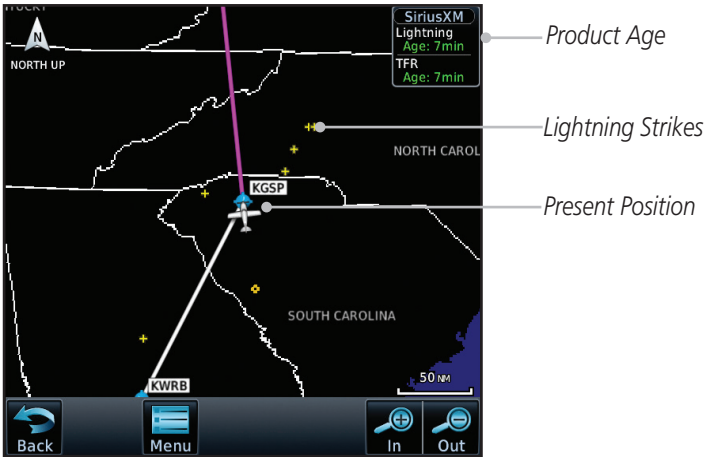 TUCKY
N
NORTH UP
SiriusXM
Lightning
Age: 7min
TFR
Age: 7min
Product Age
Lightning Strikes
NORTH CAROL
KGSP
Present Position
SOUTH CAROLINA
50 NM
KWRB
Back
Menu
In
Out